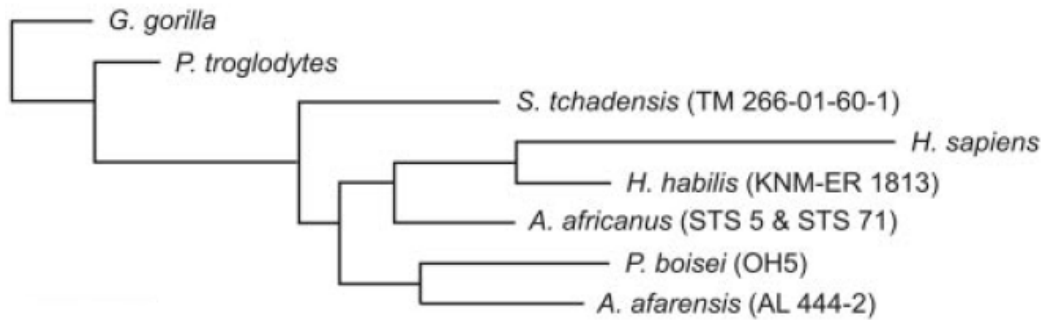 G. gorilla
P. troglodytes
S. tchadensis (TM 266-01-60-1)
H. sapiens
H. habilis (KNM-ER 1813)
A. africanus (STS 5 & STS 71)
P. boisei (OH5)
A. afarensis (AL 444-2)